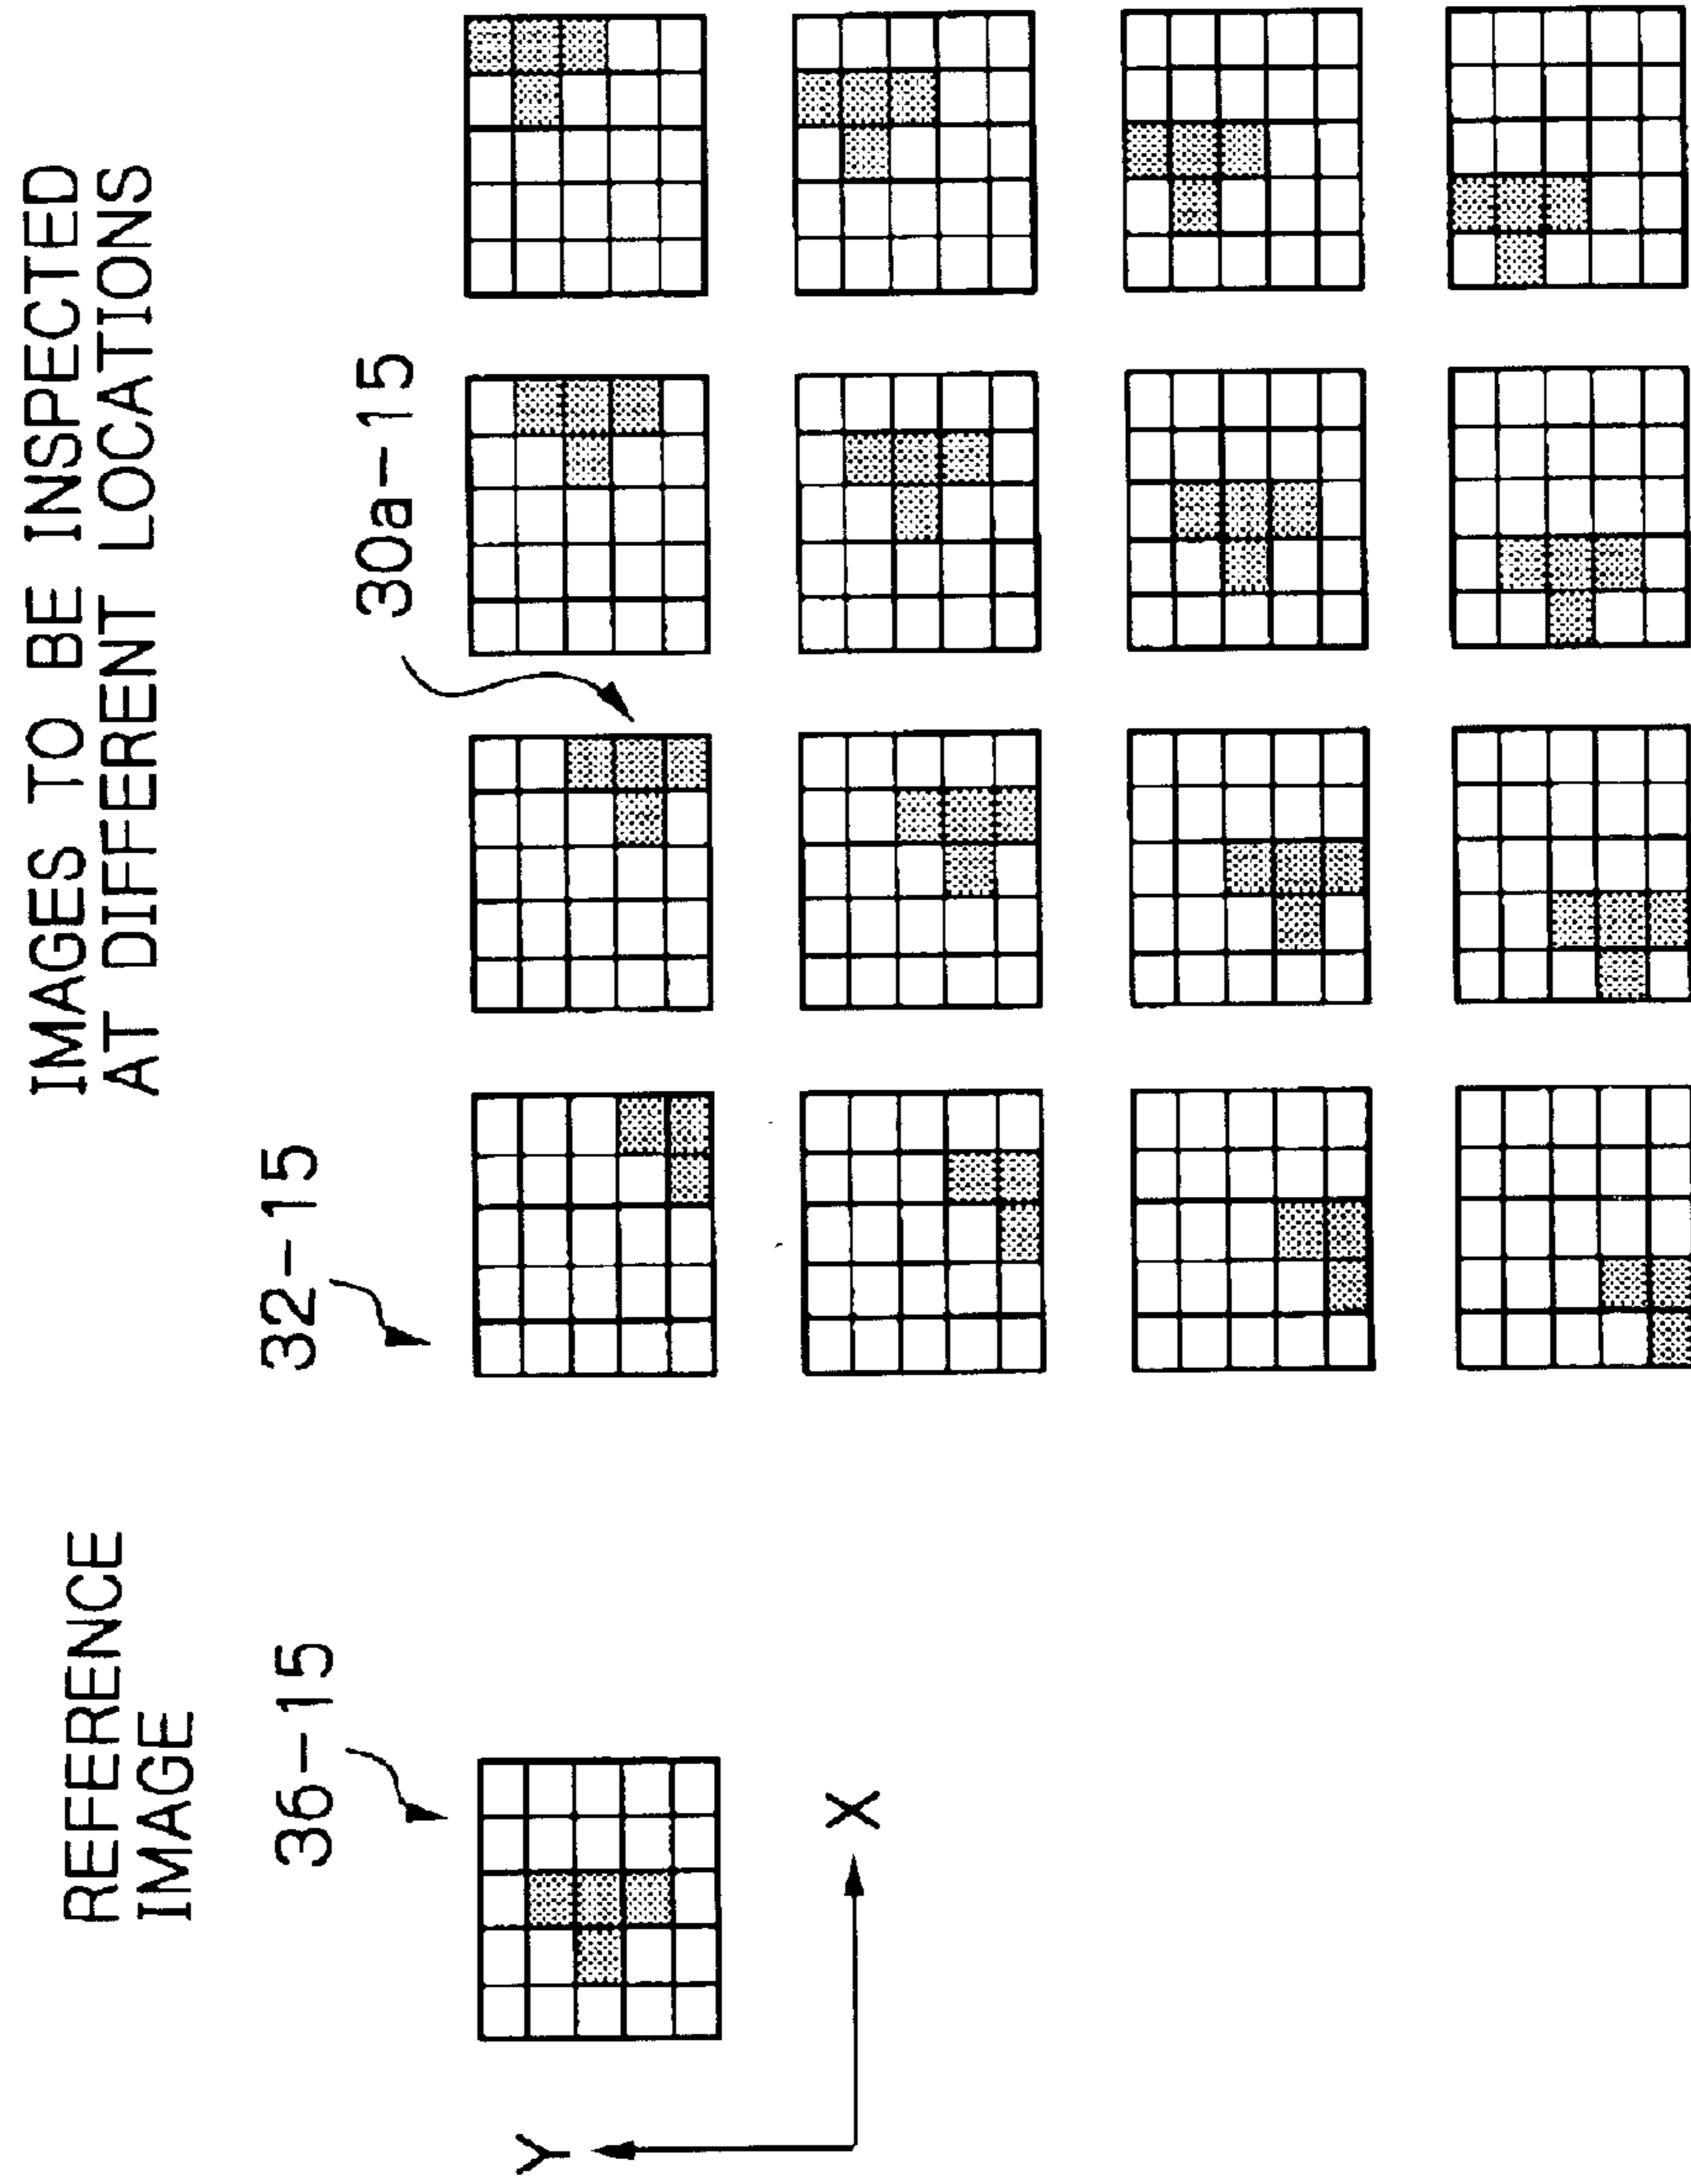 REFERENCE
IMAGE
IMAGES TO BE INSPECTED
AT DIFFERENT LOCATIONS
36-15
32-15
30a-15
Y
X